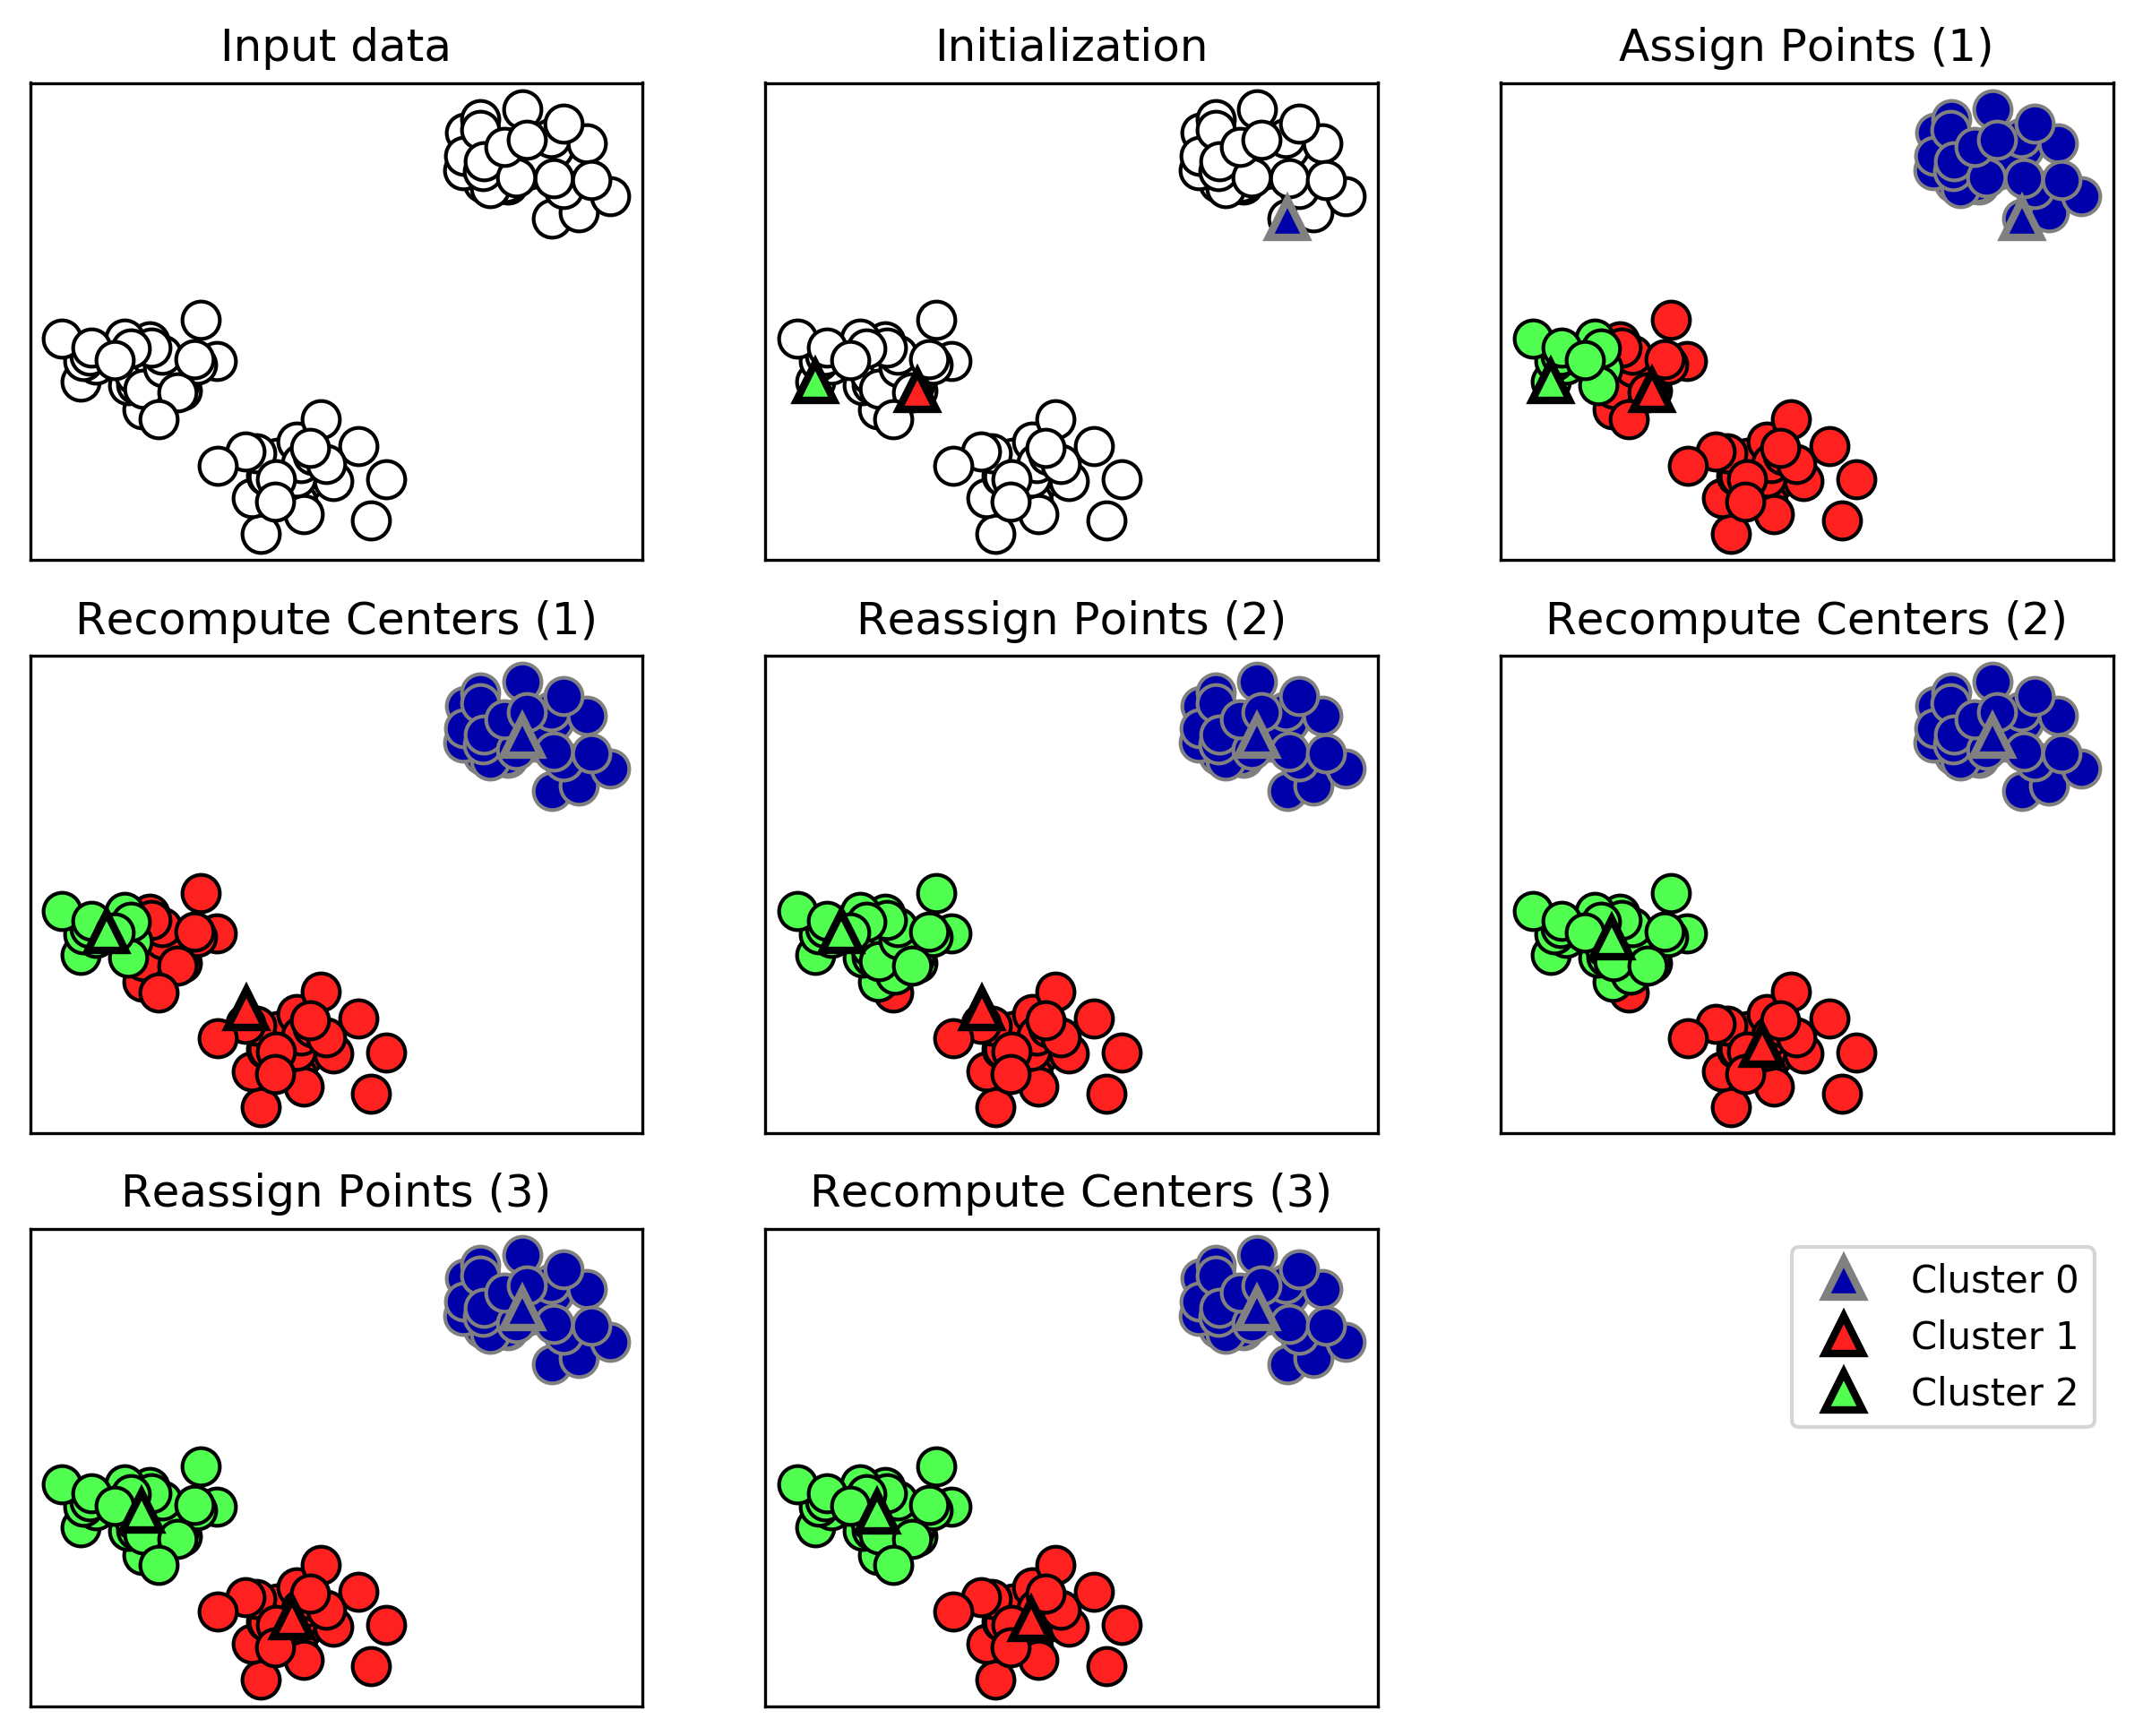 Input data
Initialization
Assign Points (1)
Recompute Centers (1)
Reassign Points (2)
Recompute Centers (2)
Reassign Points (3)
Recompute Centers (3)
Cluster 0
Cluster 1
Cluster 2